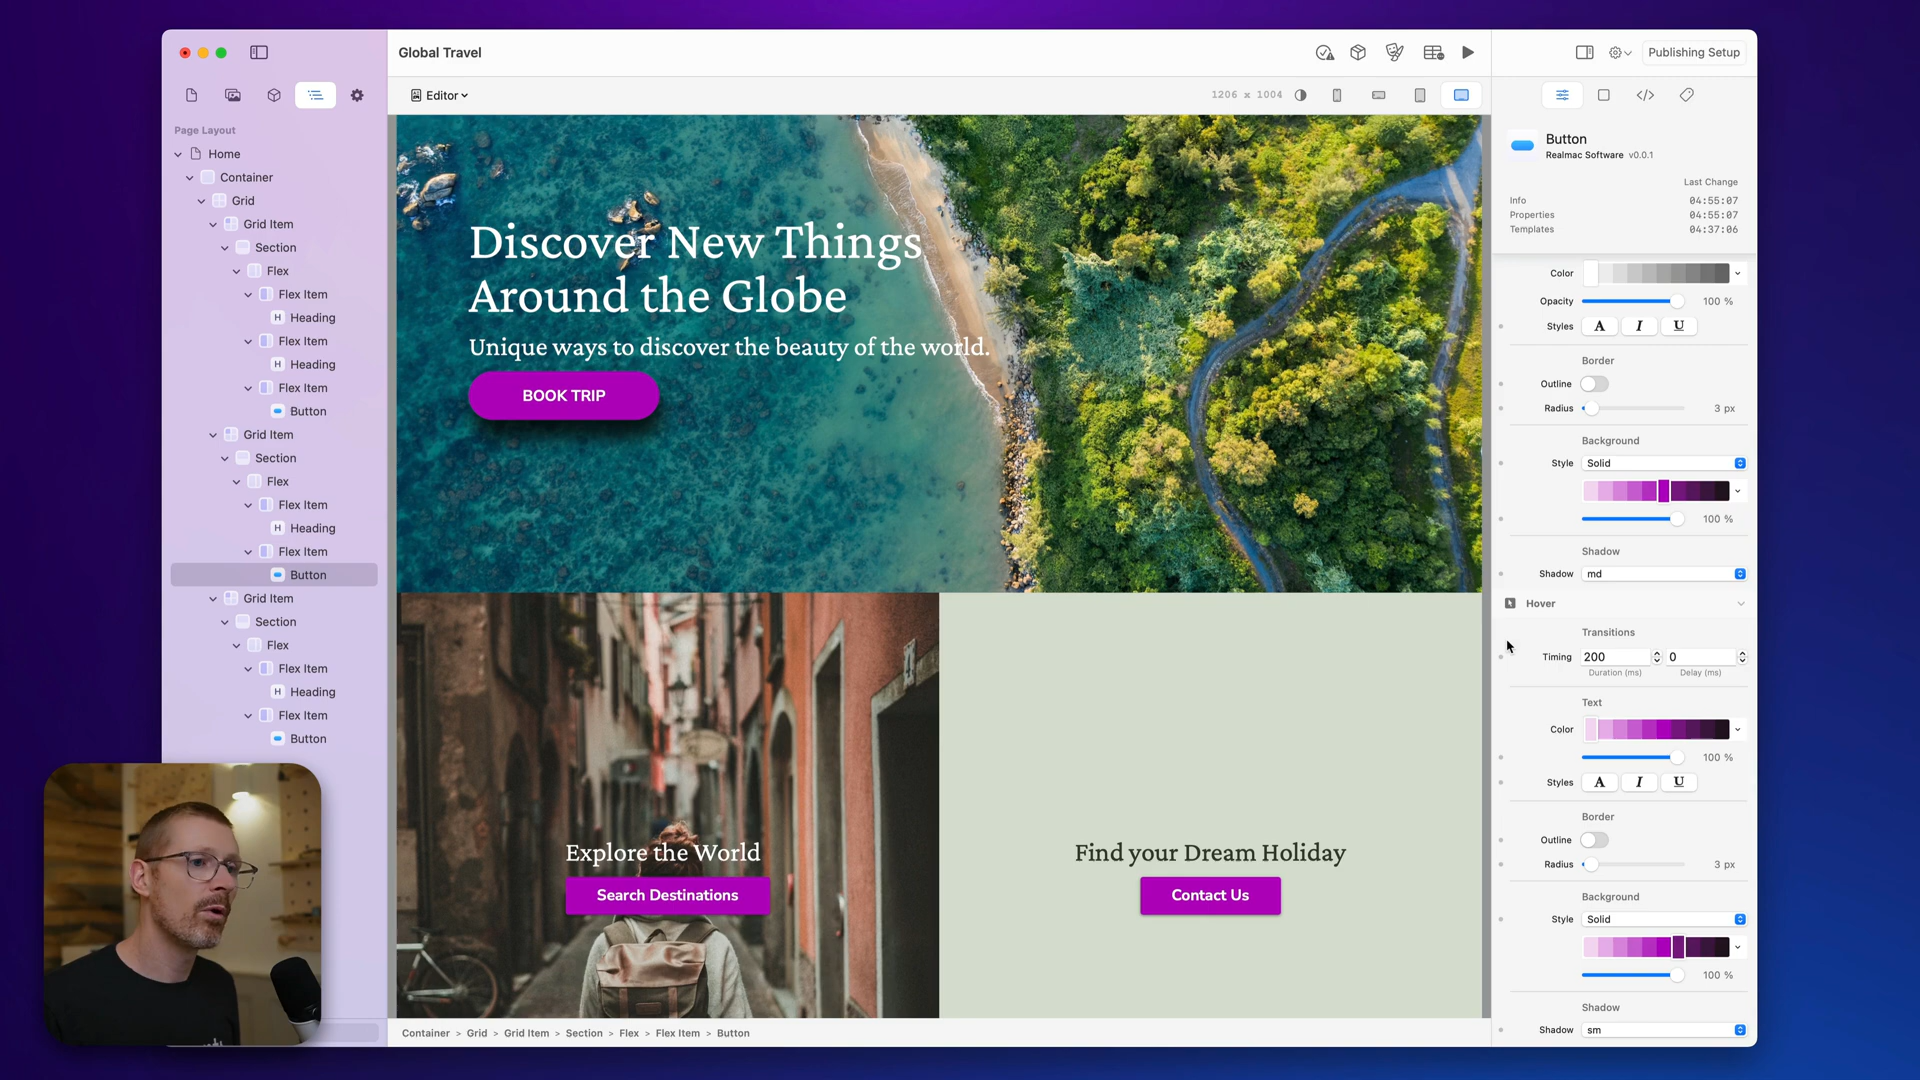 Global Travel
Publishing Setup
Editor
1206 × 1004
Page Layout
Home
Container
Grid
Grid Item
Section
Flex
Flex Item
H Heading
Flex Item
H Heading
Flex Item
Button
Grid Item
Section
Flex
Flex Item
H Heading
Flex Item
Button
Grid Item
Section
Flex
Flex Item
H Heading
Flex Item
Button
Discover New Things
Around the Globe
Unique ways to discover the beauty of the world.
BOOK TRIP
Explore the World
Search Destinations
Find your Dream Holiday
Contact Us
Container > Grid > Grid Item > Section > Flex > Flex Item > Button
Button
Realmac Software v0.0.1
Last Change
Info 04:55:07
Properties 04:55:07
Templates 04:37:06
Color
Opacity 100 %
Styles A I U
Border
Outline
Radius 3 px
Background
Style Solid
100 %
Shadow
Shadow md
Hover
Transitions
Timing 200 0
Duration (ms) Delay (ms)
Text
Color
100 %
Styles A I U
Border
Outline
Radius 3 px
Background
Style Solid
100 %
Shadow
Shadow sm